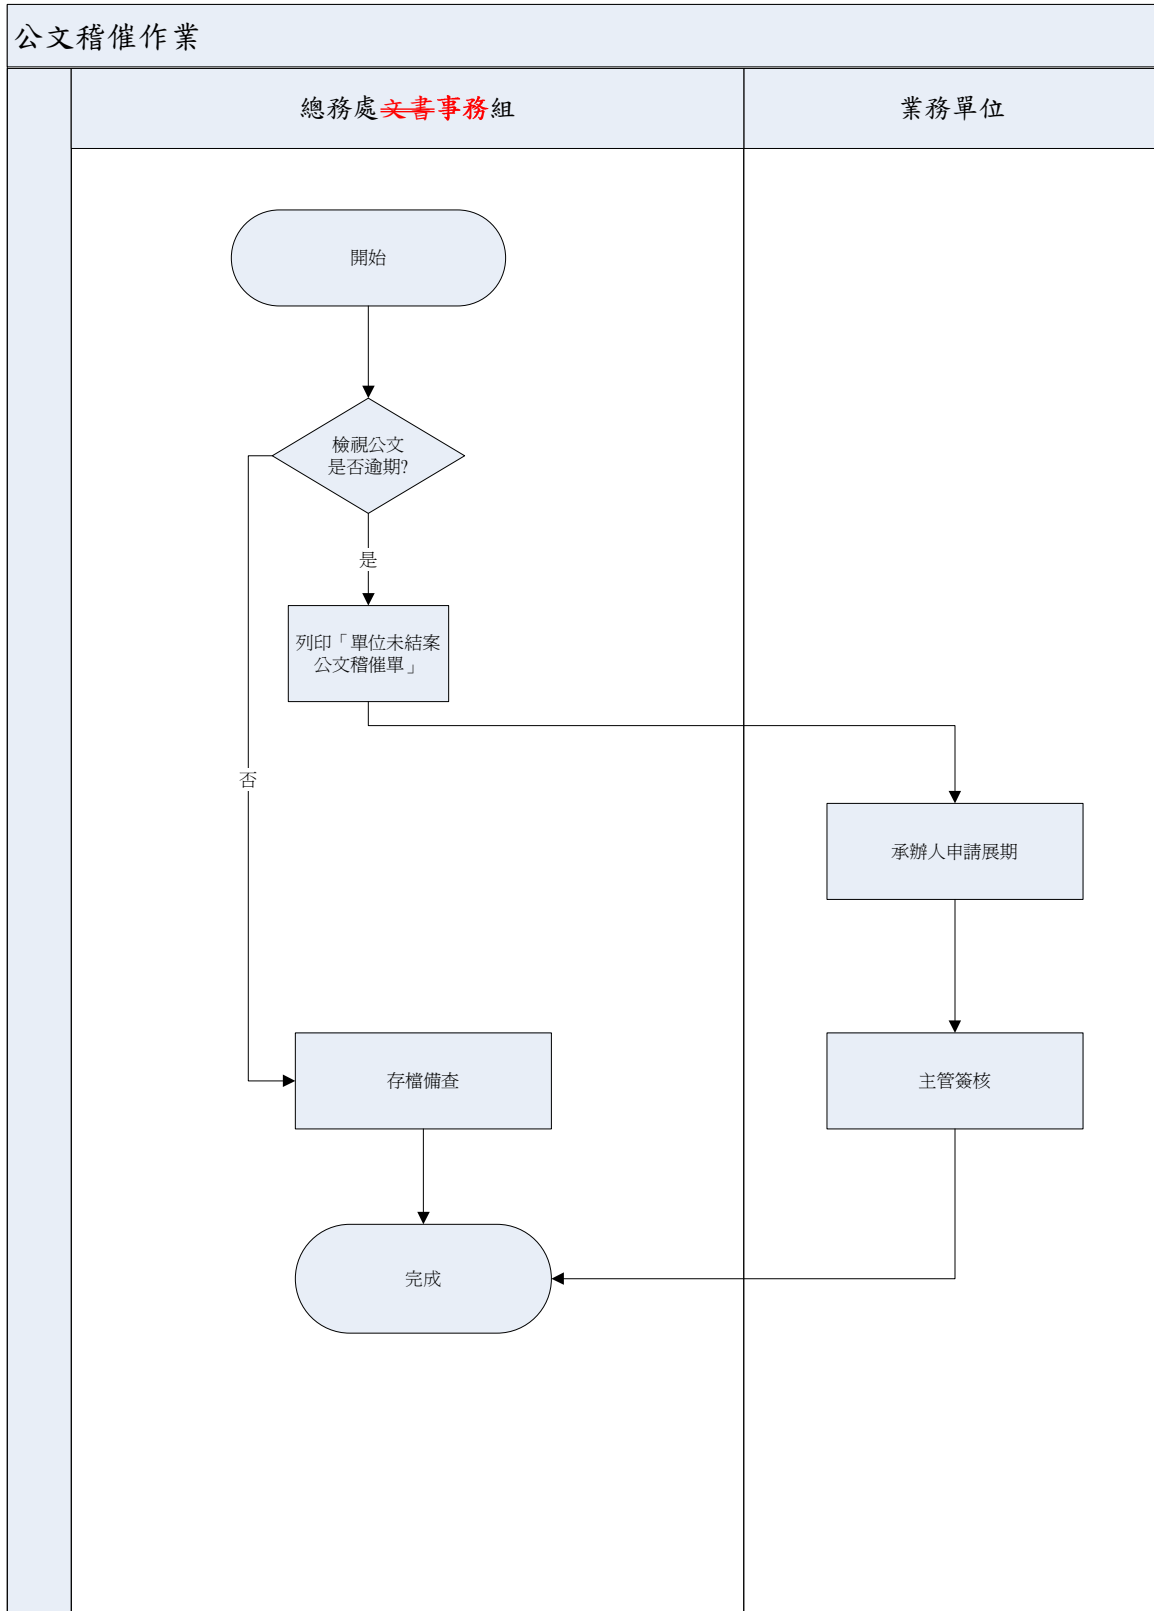 公文稽催作業
總務處文書事務組
業務單位
開始
檢視公文
是否逾期?
是
列印「單位未結案
公文稽催單」
否
承辦人申請展期
存檔備查
主管簽核
完成